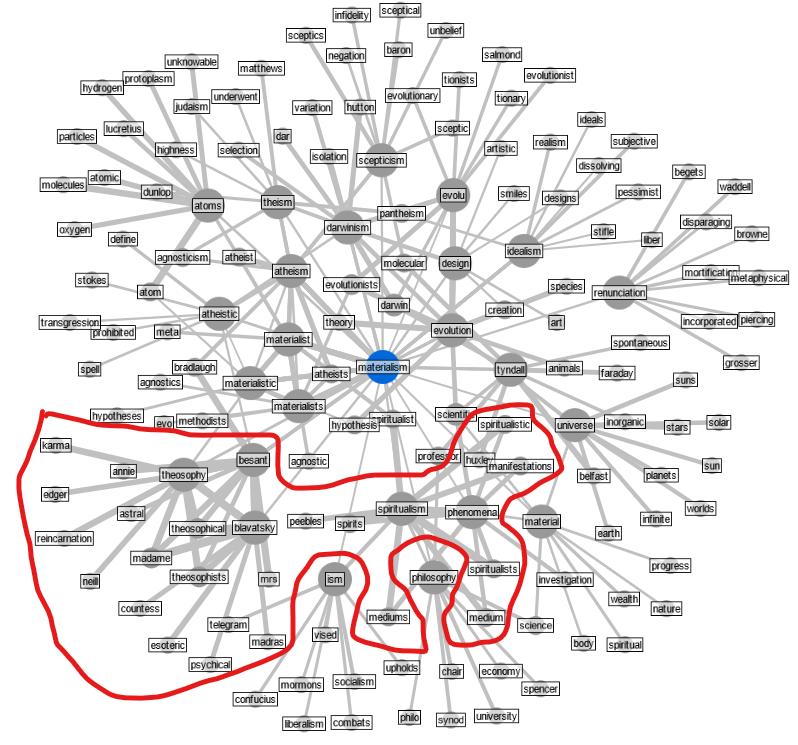 sceptical
infidelity
unbelief
sceptics
baron
negation
salmond
unknowable
matthews
evolutionist
protoplasm
tionists
hydrogen
underwent
evolutionary
tionary
judaism
variation
hutton
ideals
lucretius
sceptic
particles
dar
realism
subjective
highness
selection
isolation
artistic
scepticism
dissolving
begets
atomic
molecules
waddell
dunlop
smiles
designs
pessimist
evolu
atoms
theism
pantheism
disparaging
oxygen
darwinism
stifle
browne
define
liber
idealism
agnosticism
atheist
molecular
design
atheism
mortification
metaphysical
stokes
evolutionists
species
atom
renunciation
darwin
creation
atheistic
transgression
theory
art
incorporated
piercing
prohibited
meta
evolution
materialist
spontaneous
grosser
spell
bradlaugh
materialism
tyndall
animals
atheists
faraday
suns
agnostics
materialistic
materialists
hypotheses
scientific
evo
methodists
spiritualist
hypothesis
spiritualistic
universe
inorganic
stars
solar
karma
professor
huxley
besant
agnostic
manifestations
sun
annie
theosophy
belfast
planets
edger
astral
spiritualism
phenomena
worlds
peebles
spirits
material
infinite
theosophical
blavatsky
earth
reincarnation
madame
progress
neill
theosophists
mrs
ism
philosophy
spiritualists
investigation
wealth
countess
nature
mediums
medium
telegram
science
vised
esoteric
madras
body
spiritual
psychical
upholds
chair
economy
mormons
socialism
spencer
confucius
philo
synod
university
liberalism
combats